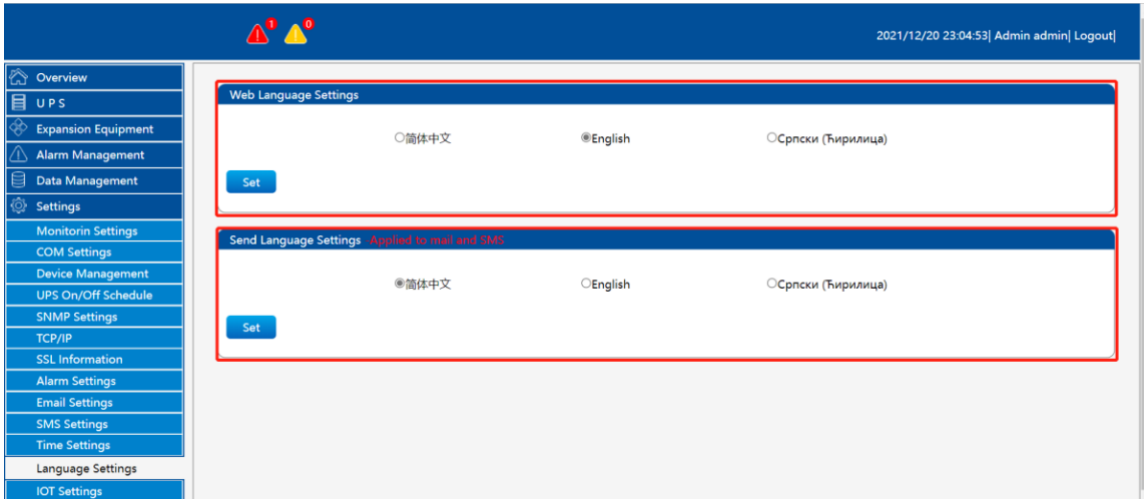 1 0
2021/12/20 23:04:53| Admin admin| Logout|
Overview
UPS
Expansion Equipment
Alarm Management
Data Management
Settings
Monitorin Settings
COM Settings
Device Management
UPS On/Off Schedule
SNMP Settings
TCP/IP
SSL Information
Alarm Settings
Email Settings
SMS Settings
Time Settings
Language Settings
IOT Settings
Web Language Settings
简体中文 English Српски (Ћирилица)
Set
Send Language Settings -Applied to mail and SMS
简体中文 English Српски (Ћирилица)
Set